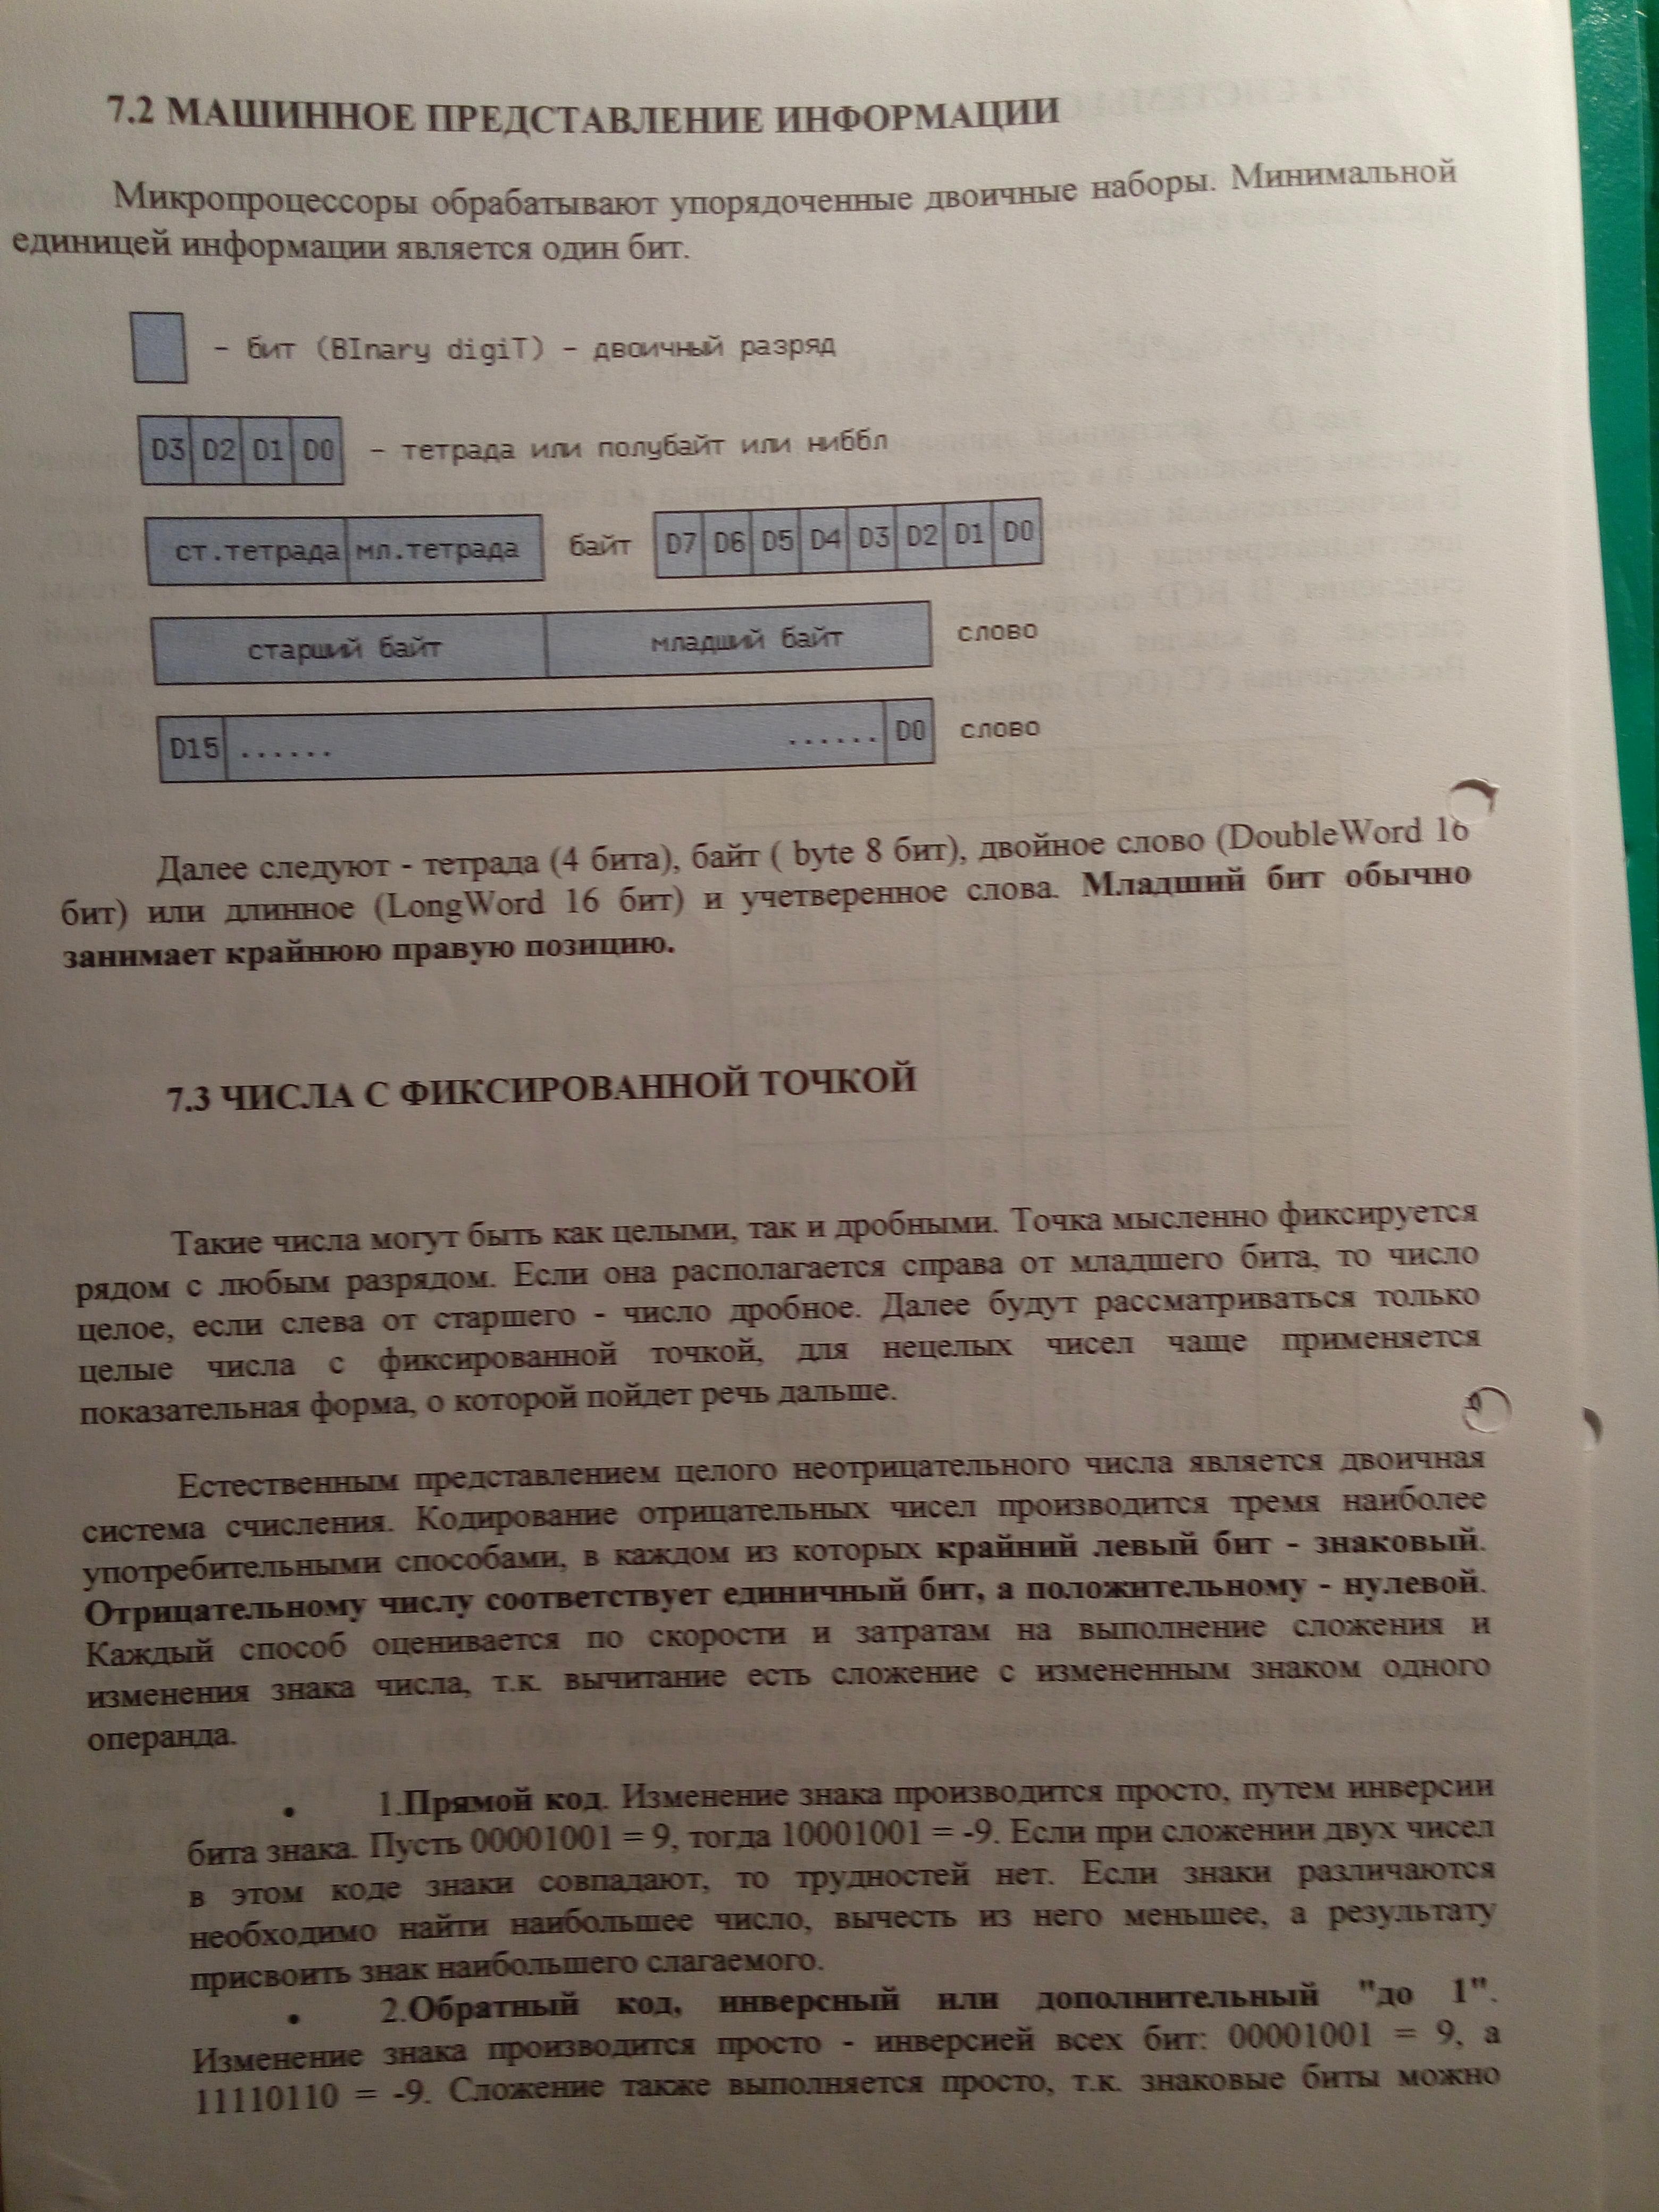 7.2 МАШИННОЕ ПРЕДСТАВЛЕНИЕ ИНФОРМАЦИИ
Микропроцессоры обрабатывают упорядоченные двоичные наборы. Минимальной
единицей информации является один бит.
– бит (BInary digiT) – двоичный разряд
D3 D2 D1 D0 – тетрада или полубайт или ниббл
ст.тетрада мл.тетрада байт D7 D6 D5 D4 D3 D2 D1 D0
старший байт младший байт слово
D15 ...... ...... D0 слово
Далее следуют - тетрада (4 бита), байт ( byte 8 бит), двойное слово (DoubleWord 16
бит) или длинное (LongWord 16 бит) и учетверенное слова. Младший бит обычно
занимает крайнюю правую позицию.
7.3 ЧИСЛА С ФИКСИРОВАННОЙ ТОЧКОЙ
Такие числа могут быть как целыми, так и дробными. Точка мысленно фиксируется
рядом с любым разрядом. Если она располагается справа от младшего бита, то число
целое, если слева от старшего - число дробное. Далее будут рассматриваться только
целые числа с фиксированной точкой, для нецелых чисел чаще применяется
показательная форма, о которой пойдет речь дальше.
Естественным представлением целого неотрицательного числа является двоичная
система счисления. Кодирование отрицательных чисел производится тремя наиболее
употребительными способами, в каждом из которых крайний левый бит - знаковый.
Отрицательному числу соответствует единичный бит, а положительному - нулевой.
Каждый способ оценивается по скорости и затратам на выполнение сложения и
изменения знака числа, т.к. вычитание есть сложение с измененным знаком одного
операнда.
• 1.Прямой код. Изменение знака производится просто, путем инверсии
бита знака. Пусть 00001001 = 9, тогда 10001001 = -9. Если при сложении двух чисел
в этом коде знаки совпадают, то трудностей нет. Если знаки различаются
необходимо найти наибольшее число, вычесть из него меньшее, а результату
присвоить знак наибольшего слагаемого.
• 2.Обратный код, инверсный или дополнительный "до 1".
Изменение знака производится просто - инверсией всех бит: 00001001 = 9, а
11110110 = -9. Сложение также выполняется просто, т.к. знаковые биты можно